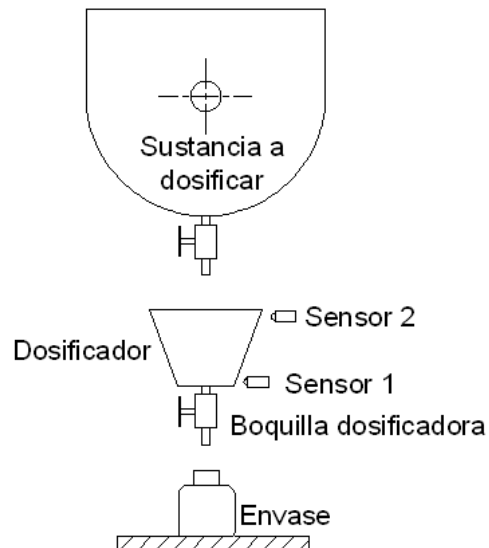 Sustancia a
dosificar
Sensor 2
Dosificador
Sensor 1
Boquilla dosificadora
Envase